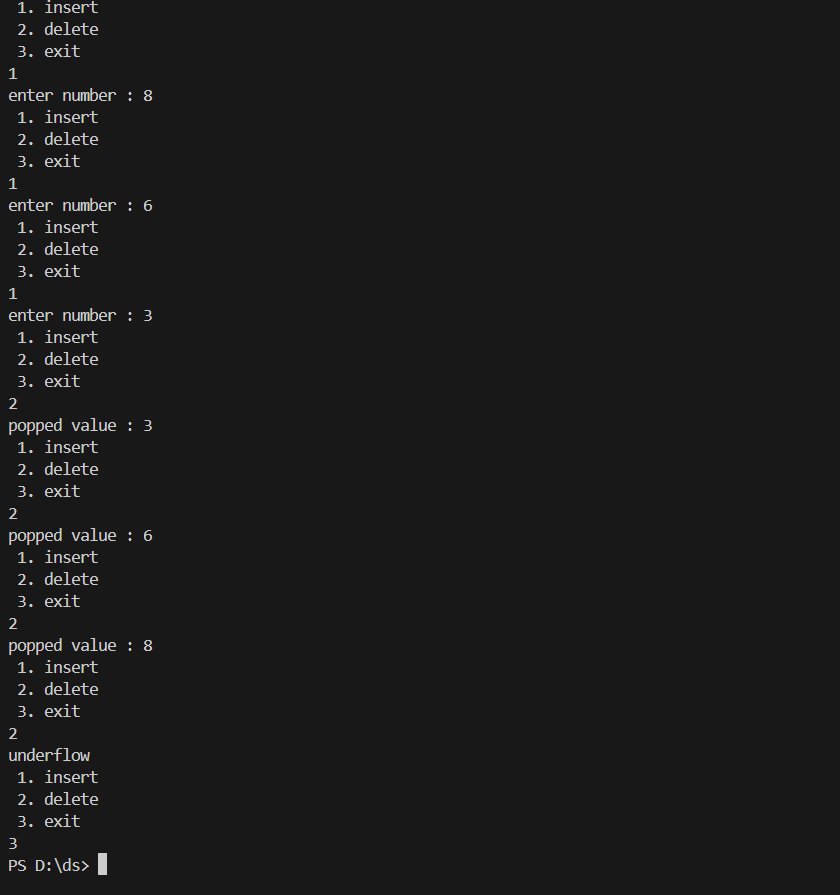 1. insert
2. delete
3. exit
1
enter number : 8
1. insert
2. delete
3. exit
1
enter number : 6
1. insert
2. delete
3. exit
1
enter number : 3
1. insert
2. delete
3. exit
2
popped value : 3
1. insert
2. delete
3. exit
2
popped value : 6
1. insert
2. delete
3. exit
2
popped value : 8
1. insert
2. delete
3. exit
2
underflow
1. insert
2. delete
3. exit
3
PS D:\ds>